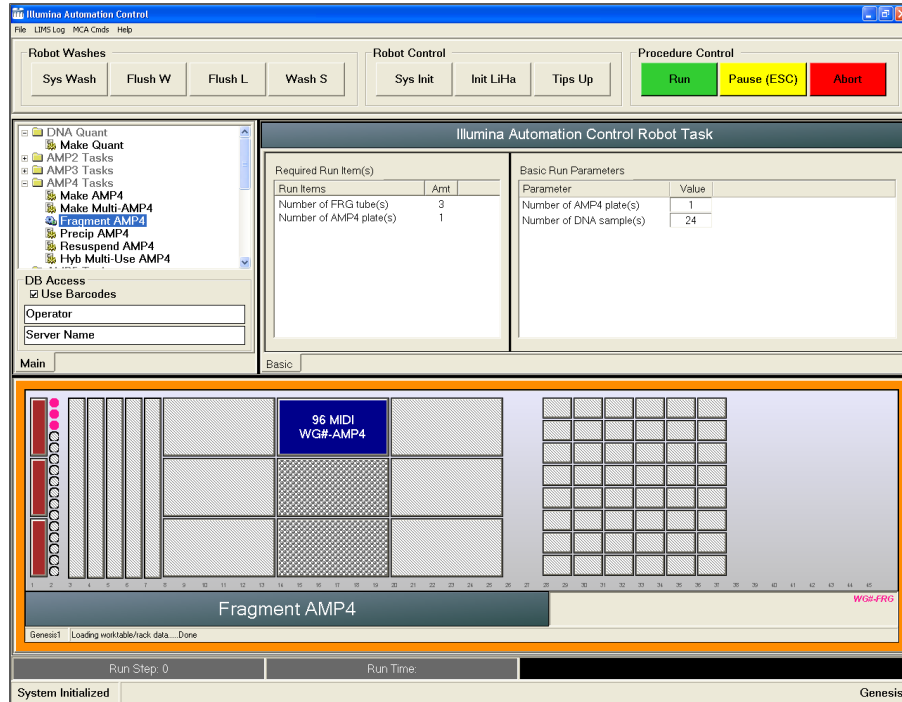 Illumina Automation Control
File LIMS Log MCA Cmds Help
Robot Washes
Sys Wash Flush W Flush L Wash S
Robot Control
Sys Init Init LiHa Tips Up
Procedure Control
Run Pause (ESC) Abort
DNA Quant
Make Quant
AMP2 Tasks
AMP3 Tasks
AMP4 Tasks
Make AMP4
Make Multi-AMP4
Fragment AMP4
Precip AMP4
Resuspend AMP4
Hyb Multi-Use AMP4
DB Access
Use Barcodes
Operator
Server Name
Main
Illumina Automation Control Robot Task
Required Run Item(s)
Run Items Amt
Number of FRG tube(s) 3
Number of AMP4 plate(s) 1
Basic Run Parameters
Parameter Value
Number of AMP4 plate(s) 1
Number of DNA sample(s) 24
Basic
96 MIDI
WG#-AMP4
1 2 3 4 5 6 7 8 9 10 11 12 13 14 15 16 17 18 19 20 21 22 23 24 25 26 27 28 29 30 31 32 33 34 35 36 37 38 39 40 41 42 43 44 45
Fragment AMP4
WG#-FRG
Genesis1 Loading worktable/rack data.....Done
Run Step: 0 Run Time:
System Initialized Genesis